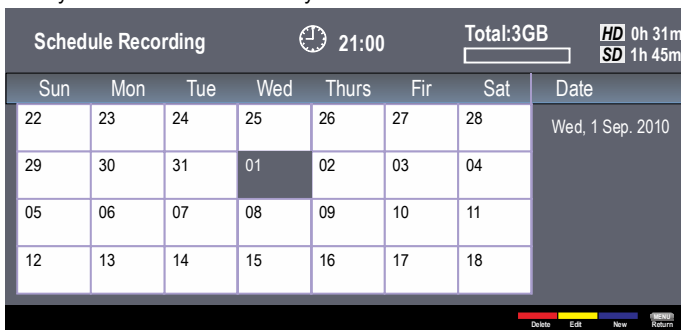 Schedule Recording 21:00 Total:3GB HD 0h 31m
SD 1h 45m
Sun Mon Tue Wed Thurs Fir Sat Date
22 23 24 25 26 27 28 Wed, 1 Sep. 2010
29 30 31 01 02 03 04
05 06 07 08 09 10 11
12 13 14 15 16 17 18
Delete Edit New MENU
Return